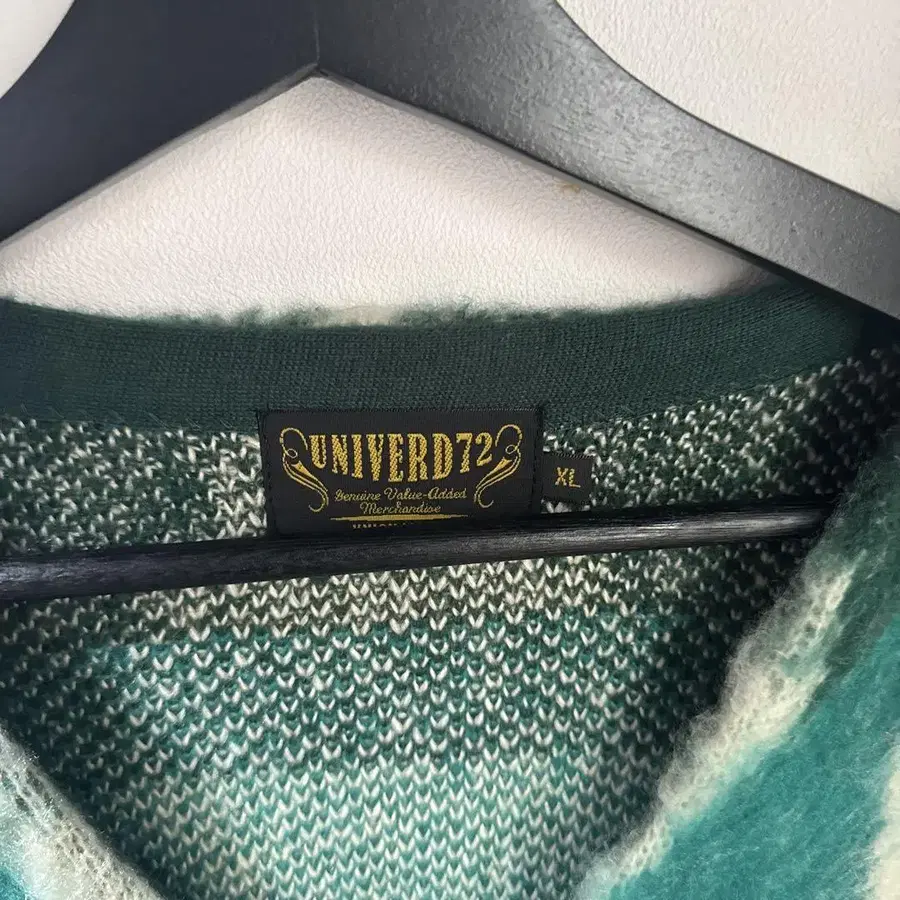 UNIVERD72
XL
Genuine Value-Added
Merchandise